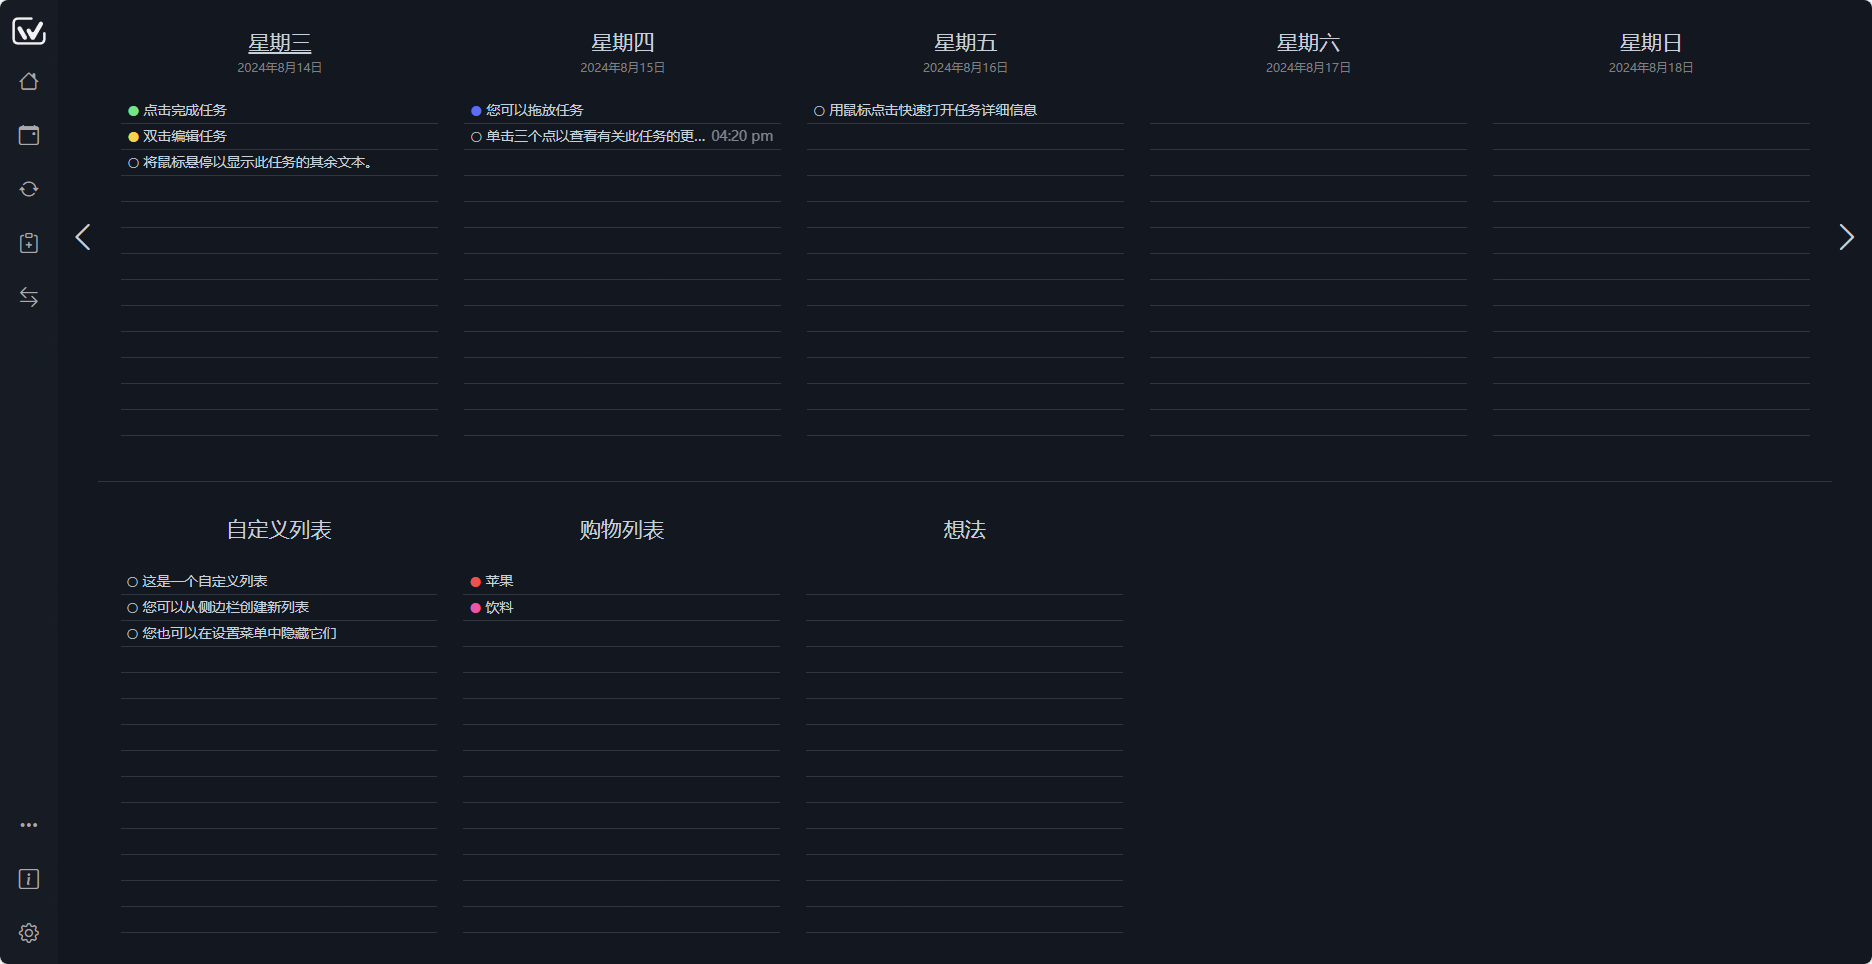 星期三
2024年8月14日
点击完成任务
双击编辑任务
将鼠标悬停以显示此任务的其余文本。
星期四
2024年8月15日
您可以拖放任务
单击三个点以查看有关此任务的更... 04:20 pm
星期五
2024年8月16日
用鼠标点击快速打开任务详细信息
星期六
2024年8月17日
星期日
2024年8月18日
自定义列表
这是一个自定义列表
您可以从侧边栏创建新列表
您也可以在设置菜单中隐藏它们
购物列表
苹果
饮料
想法